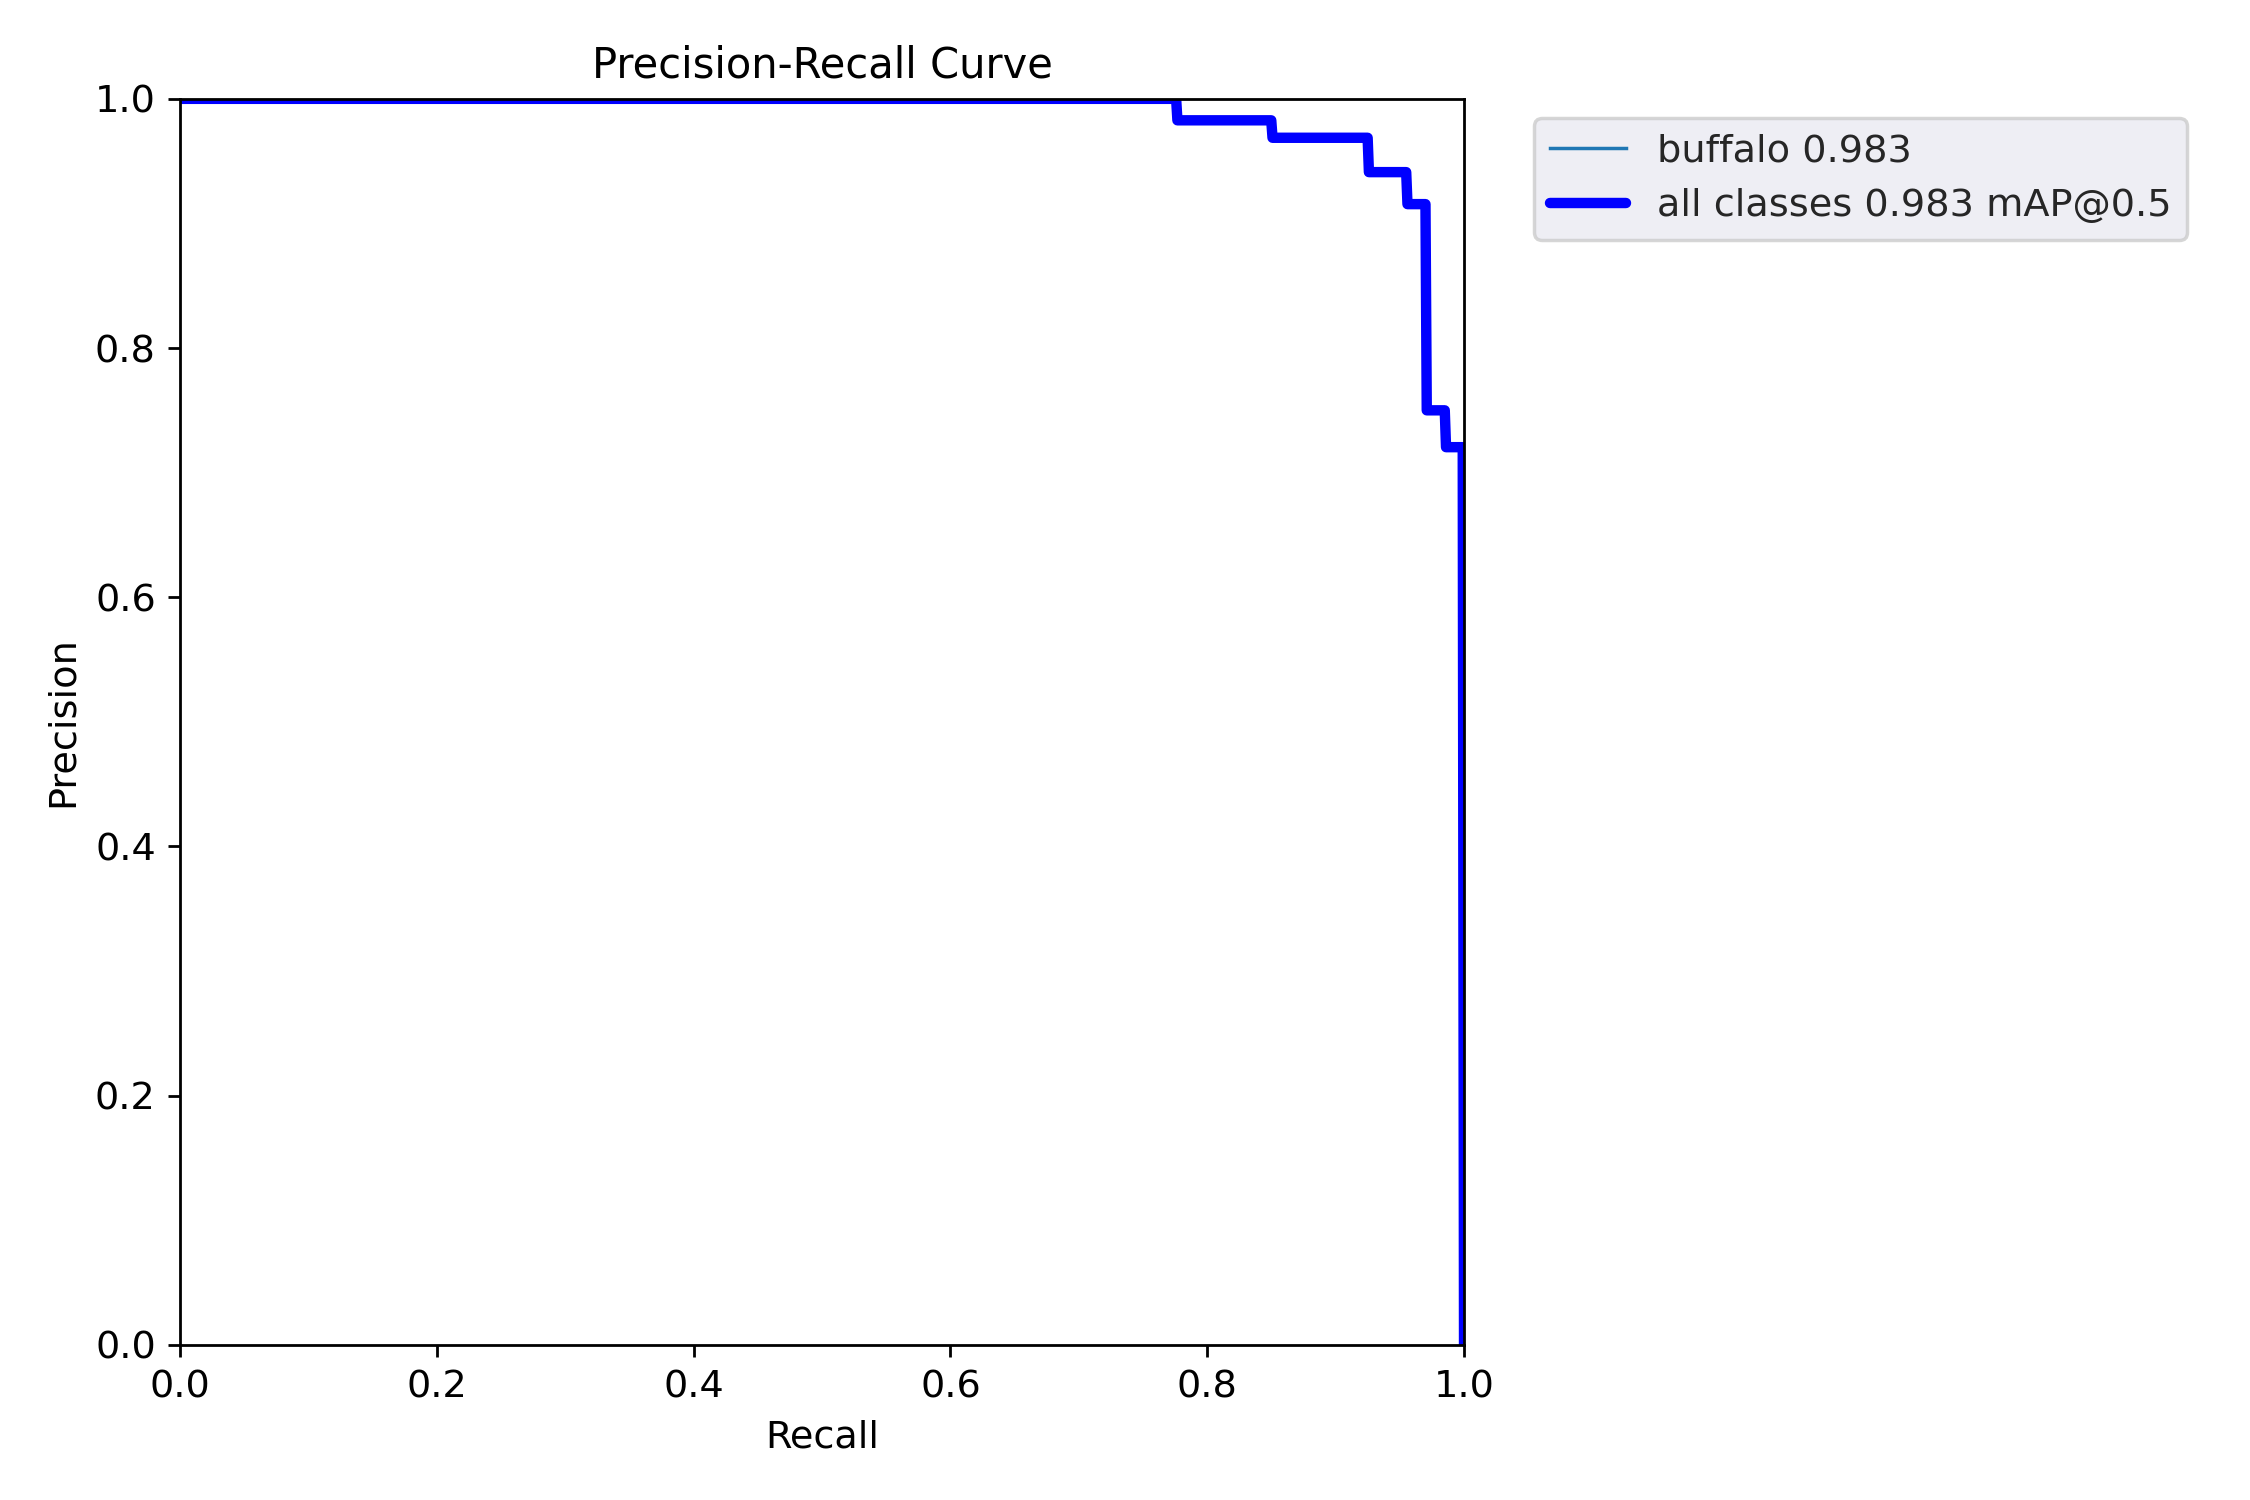 Precision-Recall Curve
buffalo 0.983
all classes 0.983 mAP@0.5
1.0
0.8
0.6
0.4
0.2
0.0
Precision
0.0 0.2 0.4 0.6 0.8 1.0
Recall